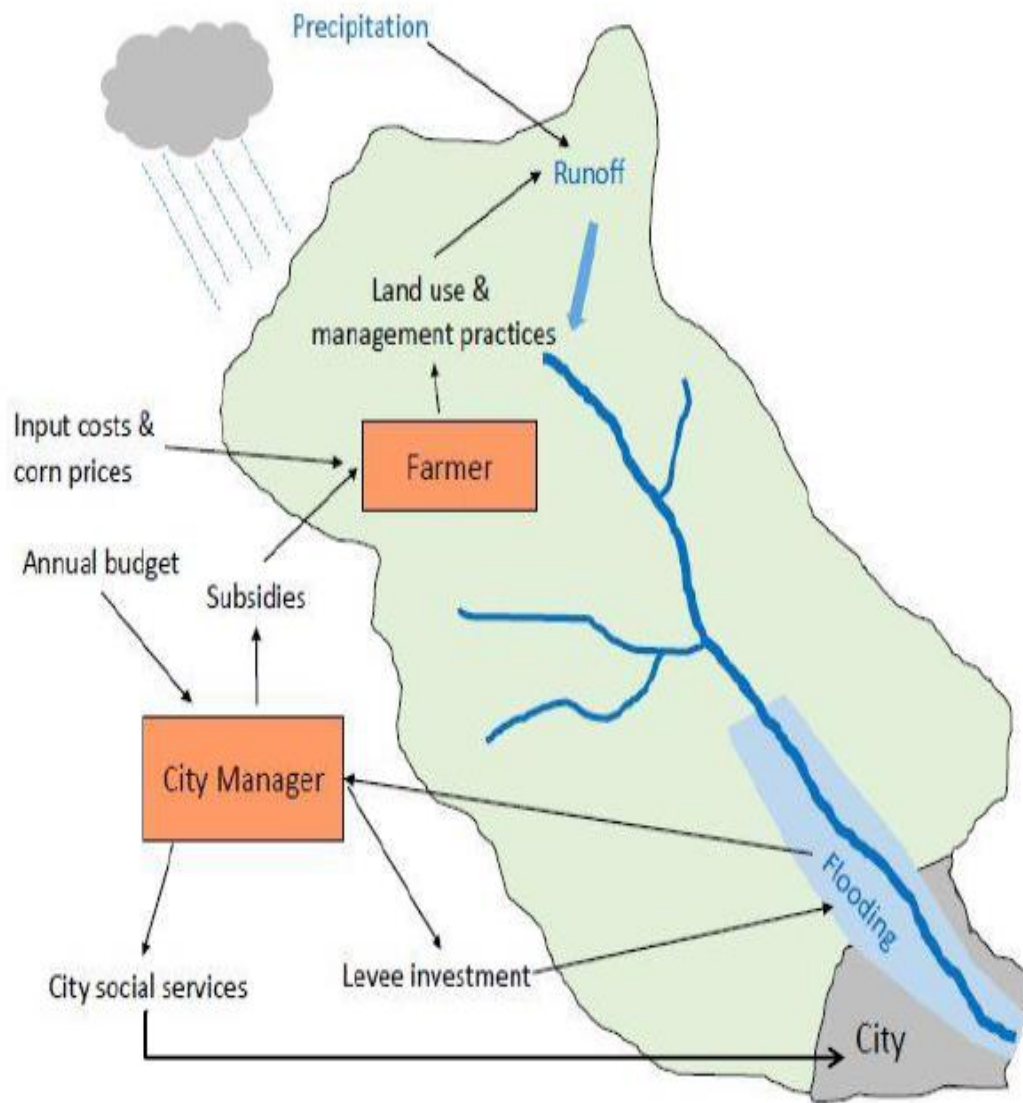 Precipitation
Runoff
Land use &
management practices
Input costs &
corn prices
Farmer
Annual budget
Subsidies
City Manager
Flooding
City social services
Levee investment
City